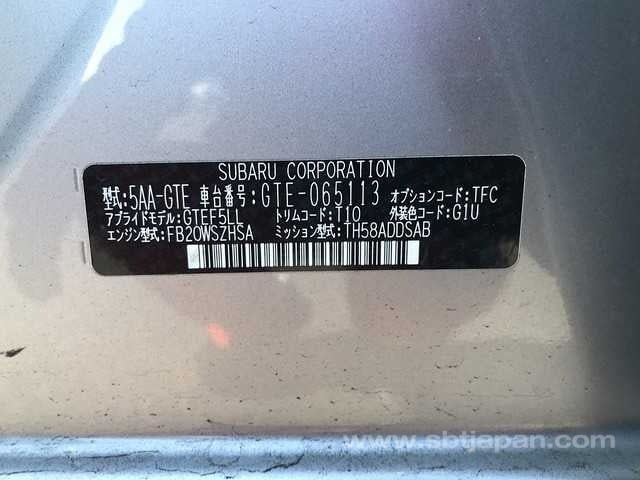 SUBARU CORPORATION
型式:5AA-GTE 車台番号:GTE-065113 オプションコード:TFC
アプライドモデル:GTEF5LL トリムコード:T10 外装色コード:G1U
エンジン型式:FB20WSZHSA ミッション型式:TH58ADDSAB
www.sbtjapan.com